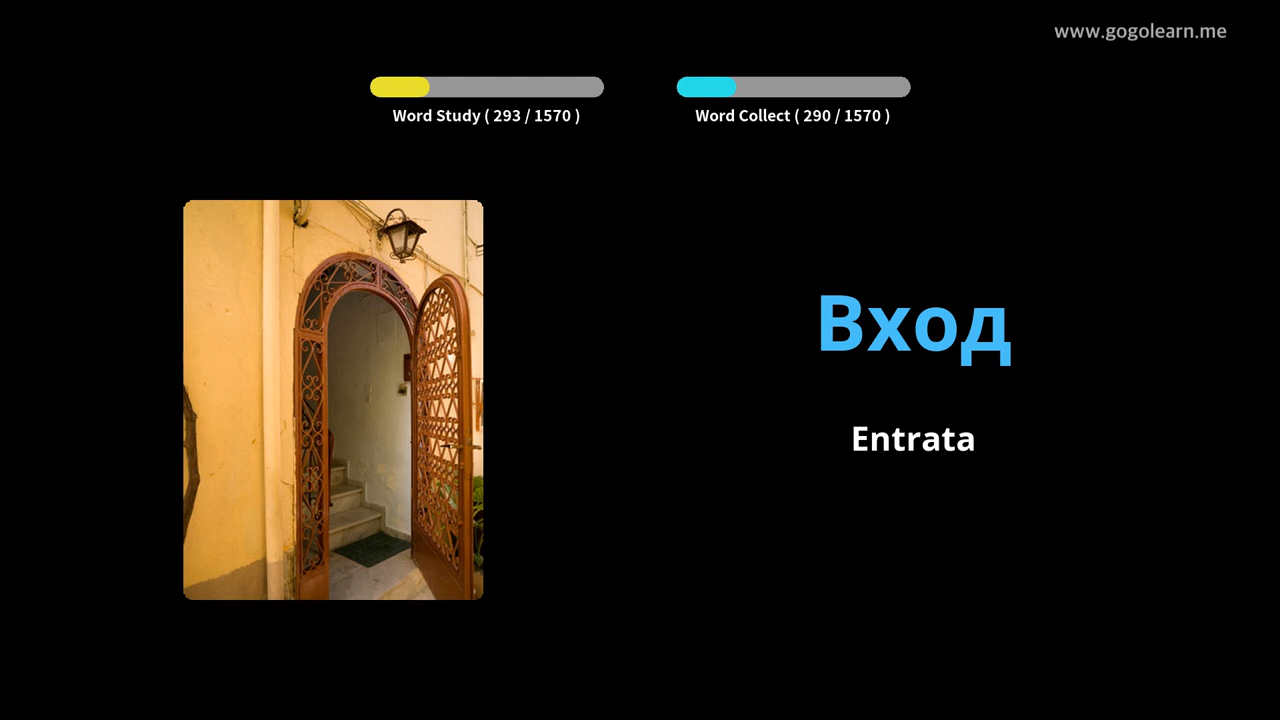 www.gogolearn.me
Word Study ( 293 / 1570 )
Word Collect ( 290 / 1570 )
Вход
Entrata